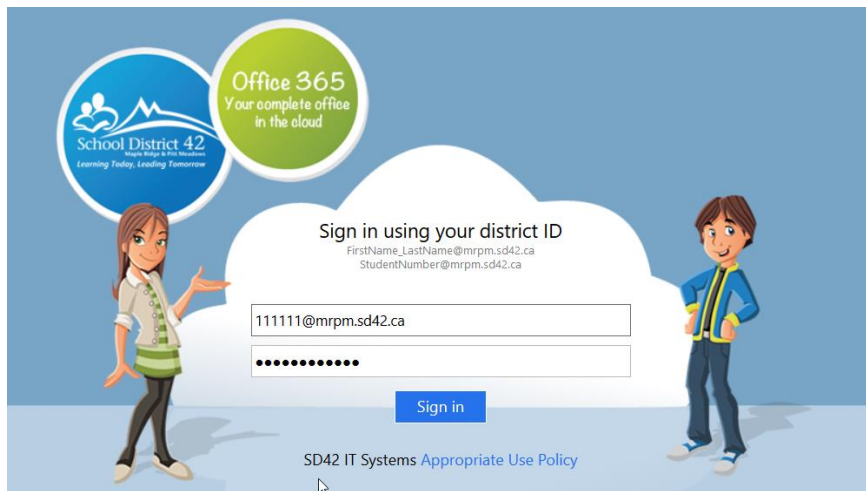 Office 365
Your complete office
in the cloud
School District 42
Maple Ridge & Pitt Meadows
Learning Today, Leading Tomorrow
Sign in using your district ID
FirstName_LastName@mrpm.sd42.ca
StudentNumber@mrpm.sd42.ca
111111@mrpm.sd42.ca
●●●●●●●●●●●●
Sign in
SD42 IT Systems Appropriate Use Policy